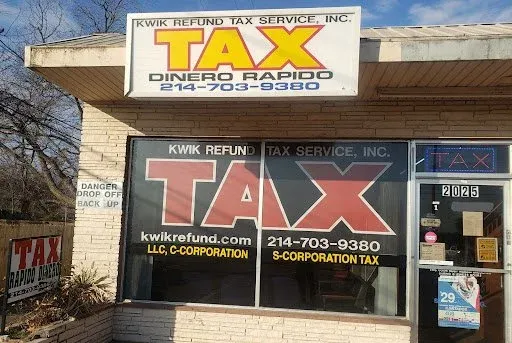 KWIK REFUND TAX SERVICE, INC.
TAX
DINERO RAPIDO
214-703-9380
KWIK REFUND TAX SERVICE, INC.
TAX
kwikrefund.com 214-703-9380
LLC, C-CORPORATION S-CORPORATION TAX
TAX
2025
DANGER
DROP OFF
BACK UP
TAX
RAPIDO DINERO
29